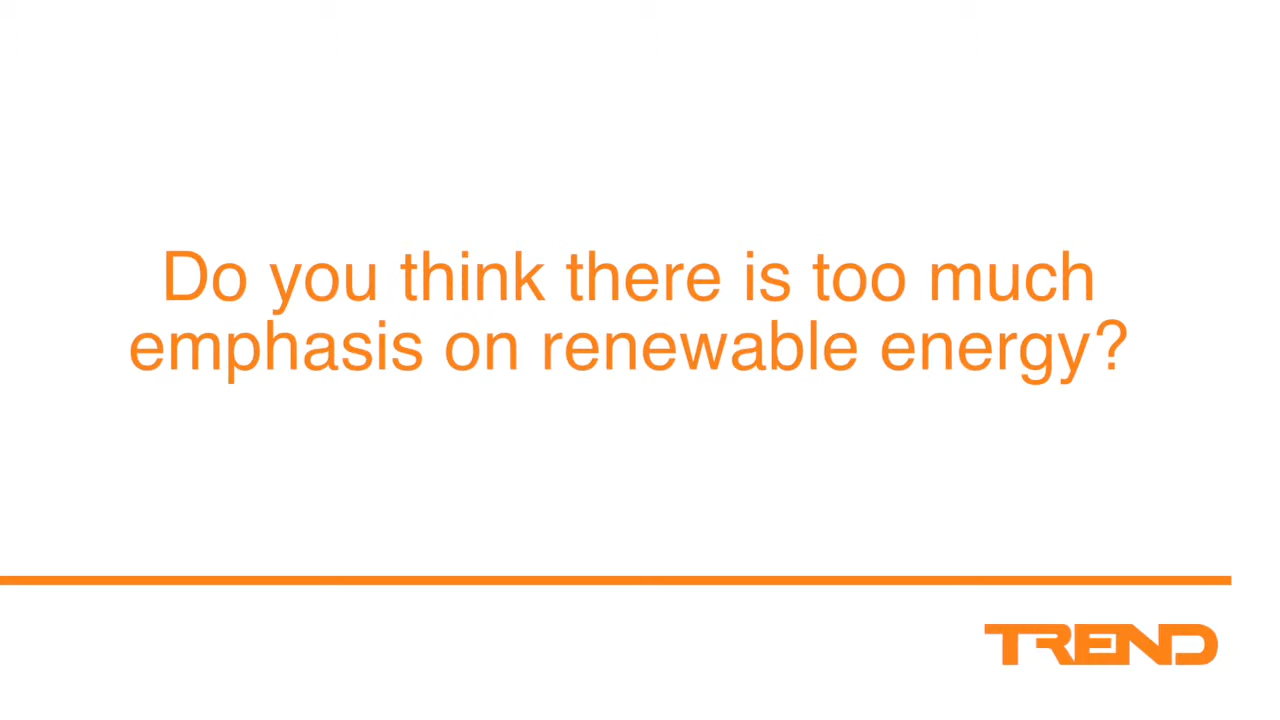 Do you think there is too much
emphasis on renewable energy?
TREND